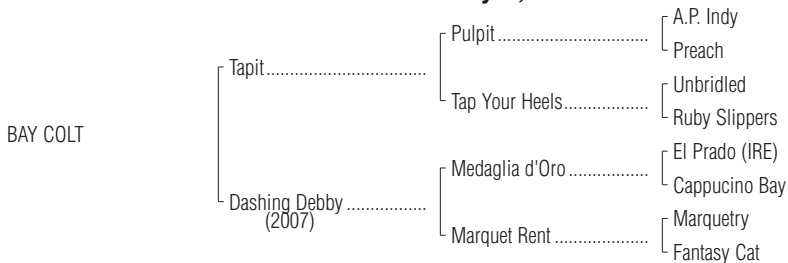 Pulpit
A.P. Indy
Preach
Tapit
Tap Your Heels
Unbridled
Ruby Slippers
BAY COLT
Medaglia d'Oro
El Prado (IRE)
Cappucino Bay
Dashing Debby
(2007)
Marquet Rent
Marquetry
Fantasy Cat